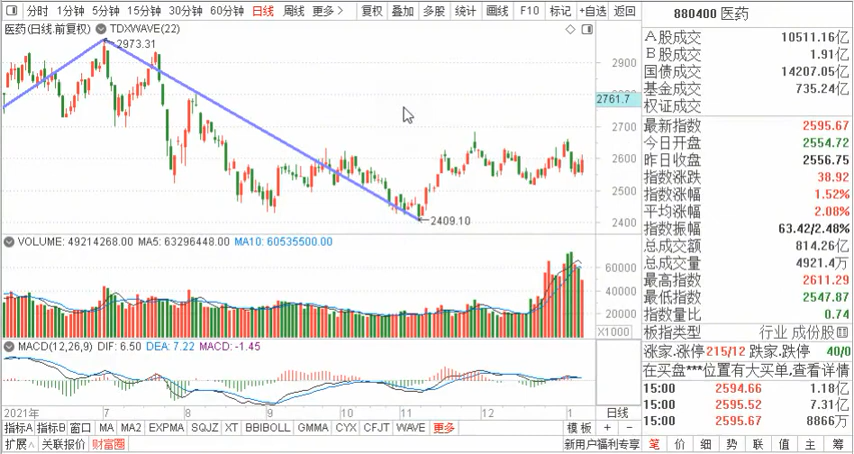 分时 1分钟 5分钟 15分钟 30分钟 60分钟 日线 周线 更多 > 复权 叠加 多股 统计 画线 F10 标记 +自选 返回
880400 医药
医药(日线.前复权) TDXWAVE(22)
2973.31
2900
2800
2761.7
2700
2600
2500
2400
2409.10
VOLUME: 49214268.00 MA5: 63296448.00 MA10: 60535500.00
60000
40000
20000
X1000
MACD(12,26,9) DIF: 6.50 DEA: 7.22 MACD: -1.45
100.00
0.00
2021年 7 8 9 10 11 12 1 日线
指标A 指标B 窗口 MA MA2 EXPMA SQJZ XT BBIBOLL GMMA CYX CFJT WAVE 更多 模板 + −
扩展∧ 关联报价 财富圈 新用户福利专享
A股成交 10511.16亿
B股成交 1.91亿
国债成交 14207.05亿
基金成交 735.24亿
权证成交
最新指数 2595.67
今日开盘 2554.72
昨日收盘 2556.75
指数涨跌 38.92
指数涨幅 1.52%
平均涨幅 2.08%
指数振幅 63.42/2.48%
总成交额 814.26亿
总成交量 4921.4万
最高指数 2611.29
最低指数 2547.87
指数量比 0.74
板指类型 行业 成份股
涨家.涨停 215/12 跌家.跌停 40/0
在买盘***位置有大买单,查看详情
15:00 2594.66 1.18亿
15:00 2595.52 7.31亿
15:00 2595.67 8866万
笔 价 细 势 联 值 主 筹